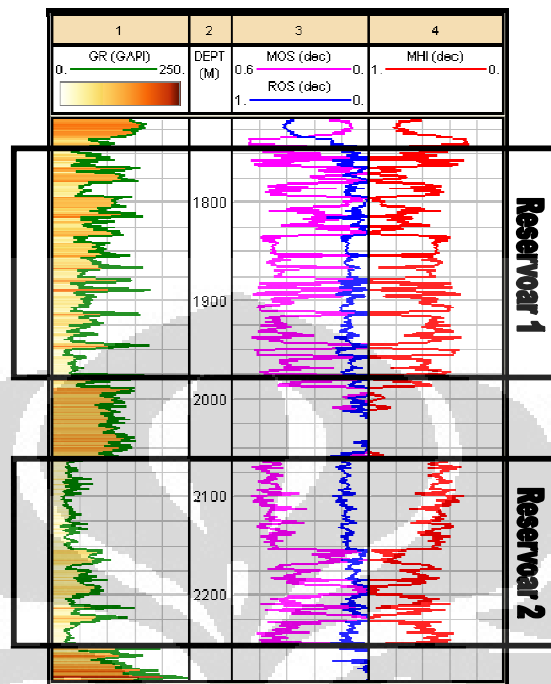 1 2 3 4
GR (GAPI) DEPT MOS (dec) MHI (dec)
0. 250. (M) 0.6 0. 1. 0.
ROS (dec)
1. 0.
1800
Reservoar 1
1900
2000
2100
Reservoar 2
2200